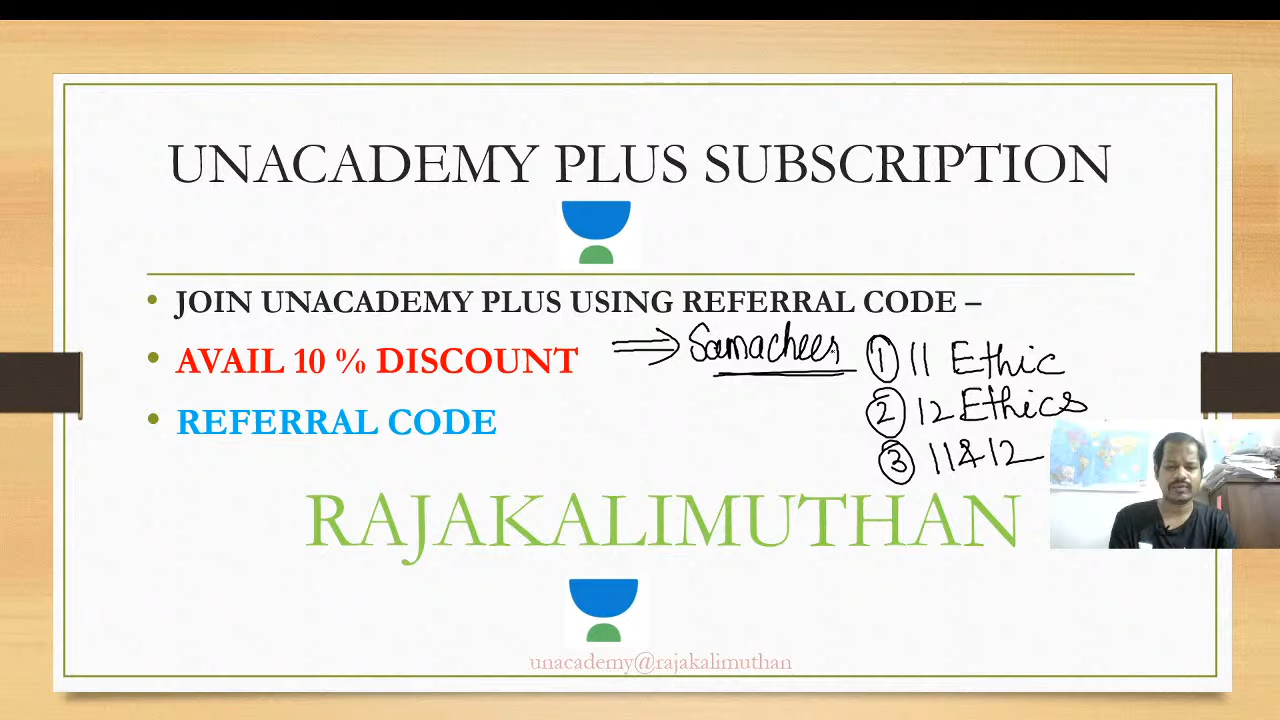 UNACADEMY PLUS SUBSCRIPTION
• JOIN UNACADEMY PLUS USING REFERRAL CODE –
• AVAIL 10 % DISCOUNT
⇒ Samacheer
① 11 Ethic
② 12 Ethics
③ 11 & 12
• REFERRAL CODE
RAJAKALIMUTHAN
unacademy@rajakalimuthan